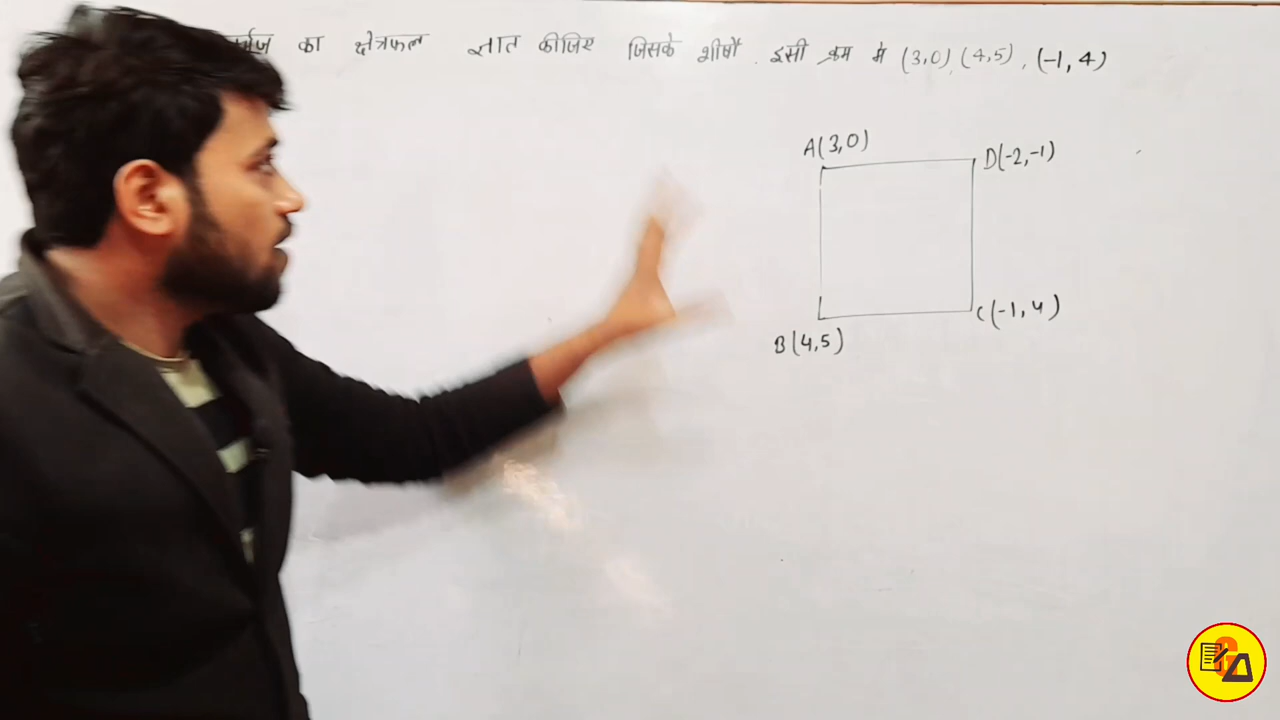 का क्षेत्रफल ज्ञात कीजिए जिसके शीर्षों इसी क्रम में (3,0), (4,5), (-1, 4)
A(3,0)
D(-2,-1)
C(-1,4)
B(4,5)